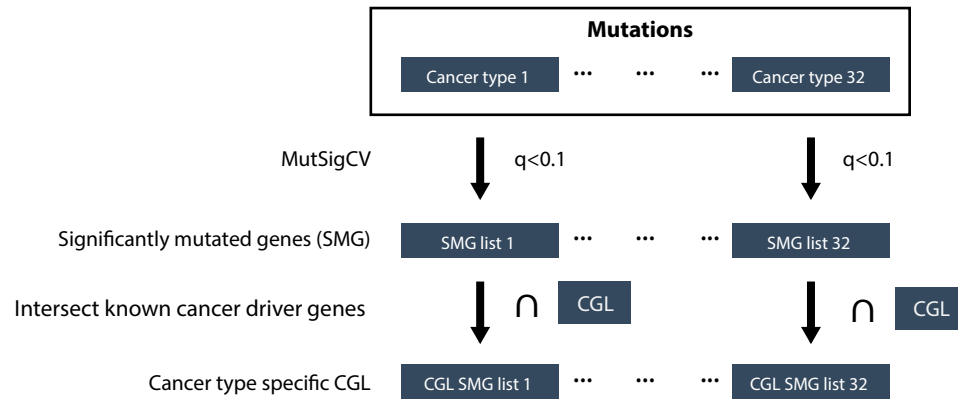 Mutations
Cancer type 1 ... ... ... Cancer type 32
MutSigCV q<0.1 q<0.1
Significantly mutated genes (SMG) SMG list 1 ... ... ... SMG list 32
Intersect known cancer driver genes ∩ CGL ∩ CGL
Cancer type specific CGL CGL SMG list 1 ... ... ... CGL SMG list 32